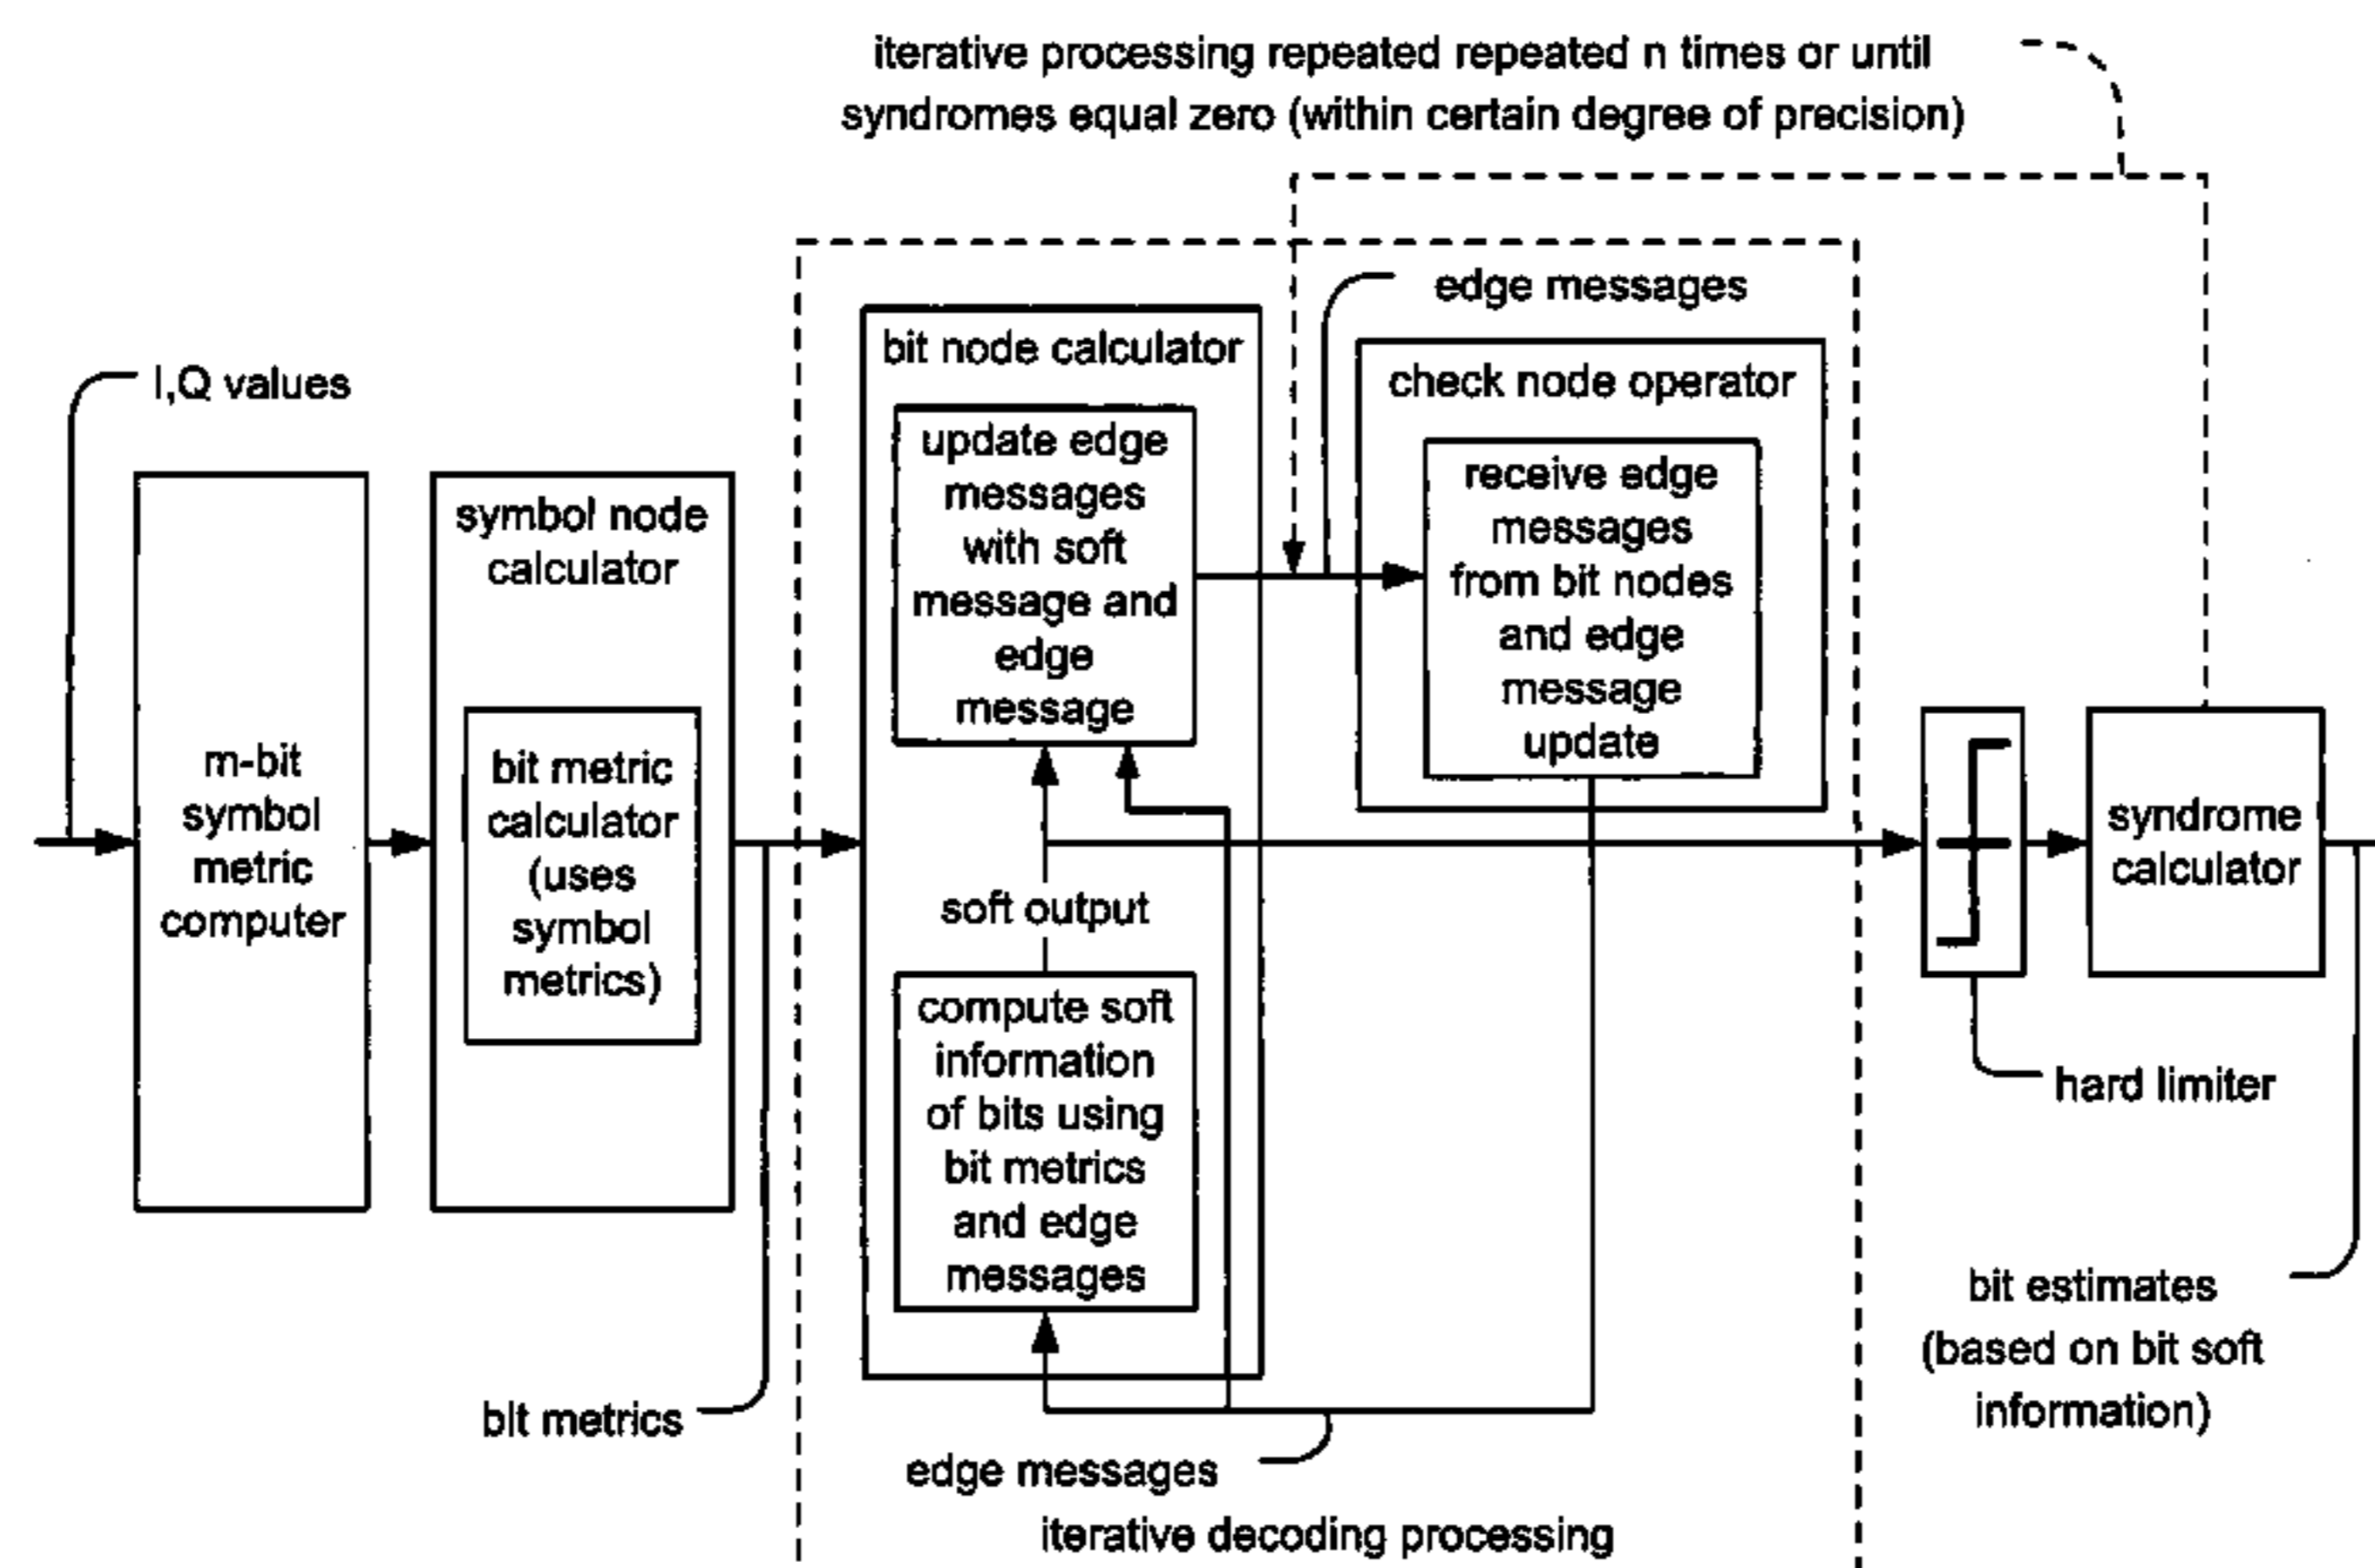 iterative processing repeated repeated n times or until
syndromes equal zero (within certain degree of precision)
edge messages
I,Q values
bit node calculator
check node operator
update edge
messages
with soft
message and
edge
message
receive edge
messages
from bit nodes
and edge
message
update
symbol node
calculator
m-bit
symbol
metric
computer
bit metric
calculator
(uses
symbol
metrics)
syndrome
calculator
soft output
compute soft
information
of bits using
bit metrics
and edge
messages
hard limiter
bit estimates
(based on bit soft
information)
bit metrics
edge messages
iterative decoding processing